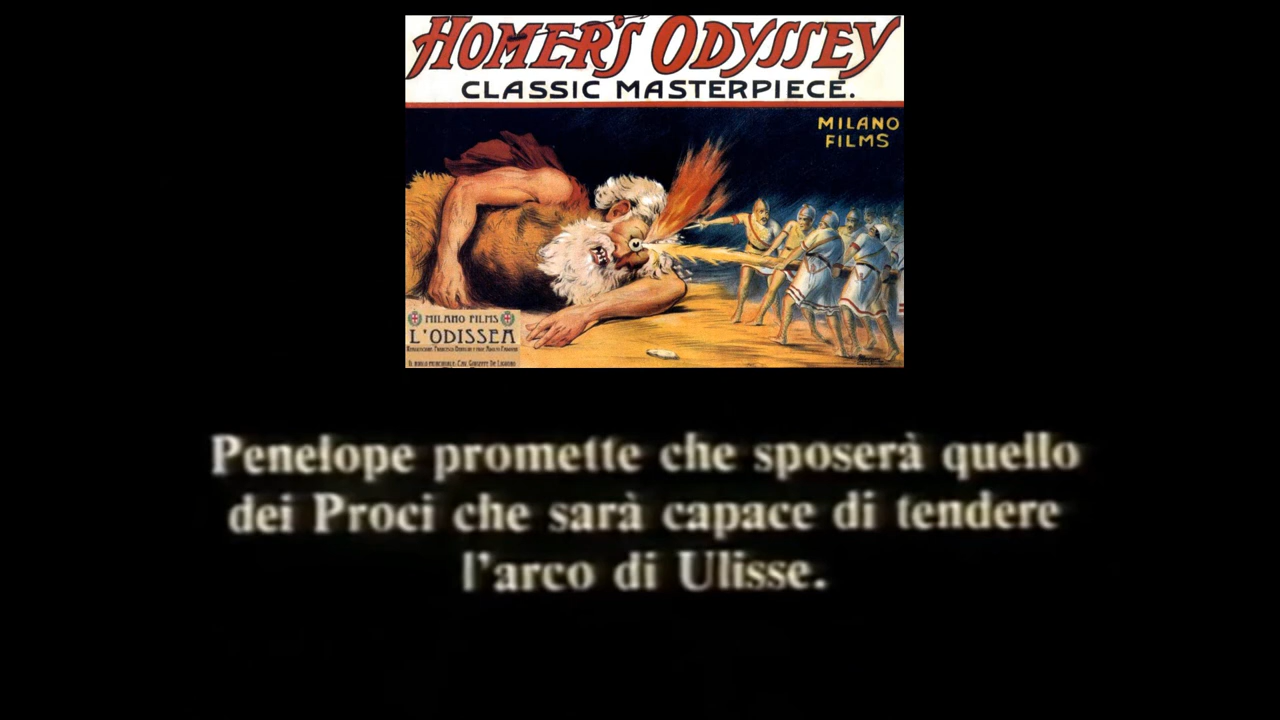 HOMER'S ODYSSEY
CLASSIC MASTERPIECE.
MILANO
FILMS
MILANO FILMS
L'ODISSEA
Penelope promette che sposerà quello
dei Proci che sarà capace di tendere
l'arco di Ulisse.